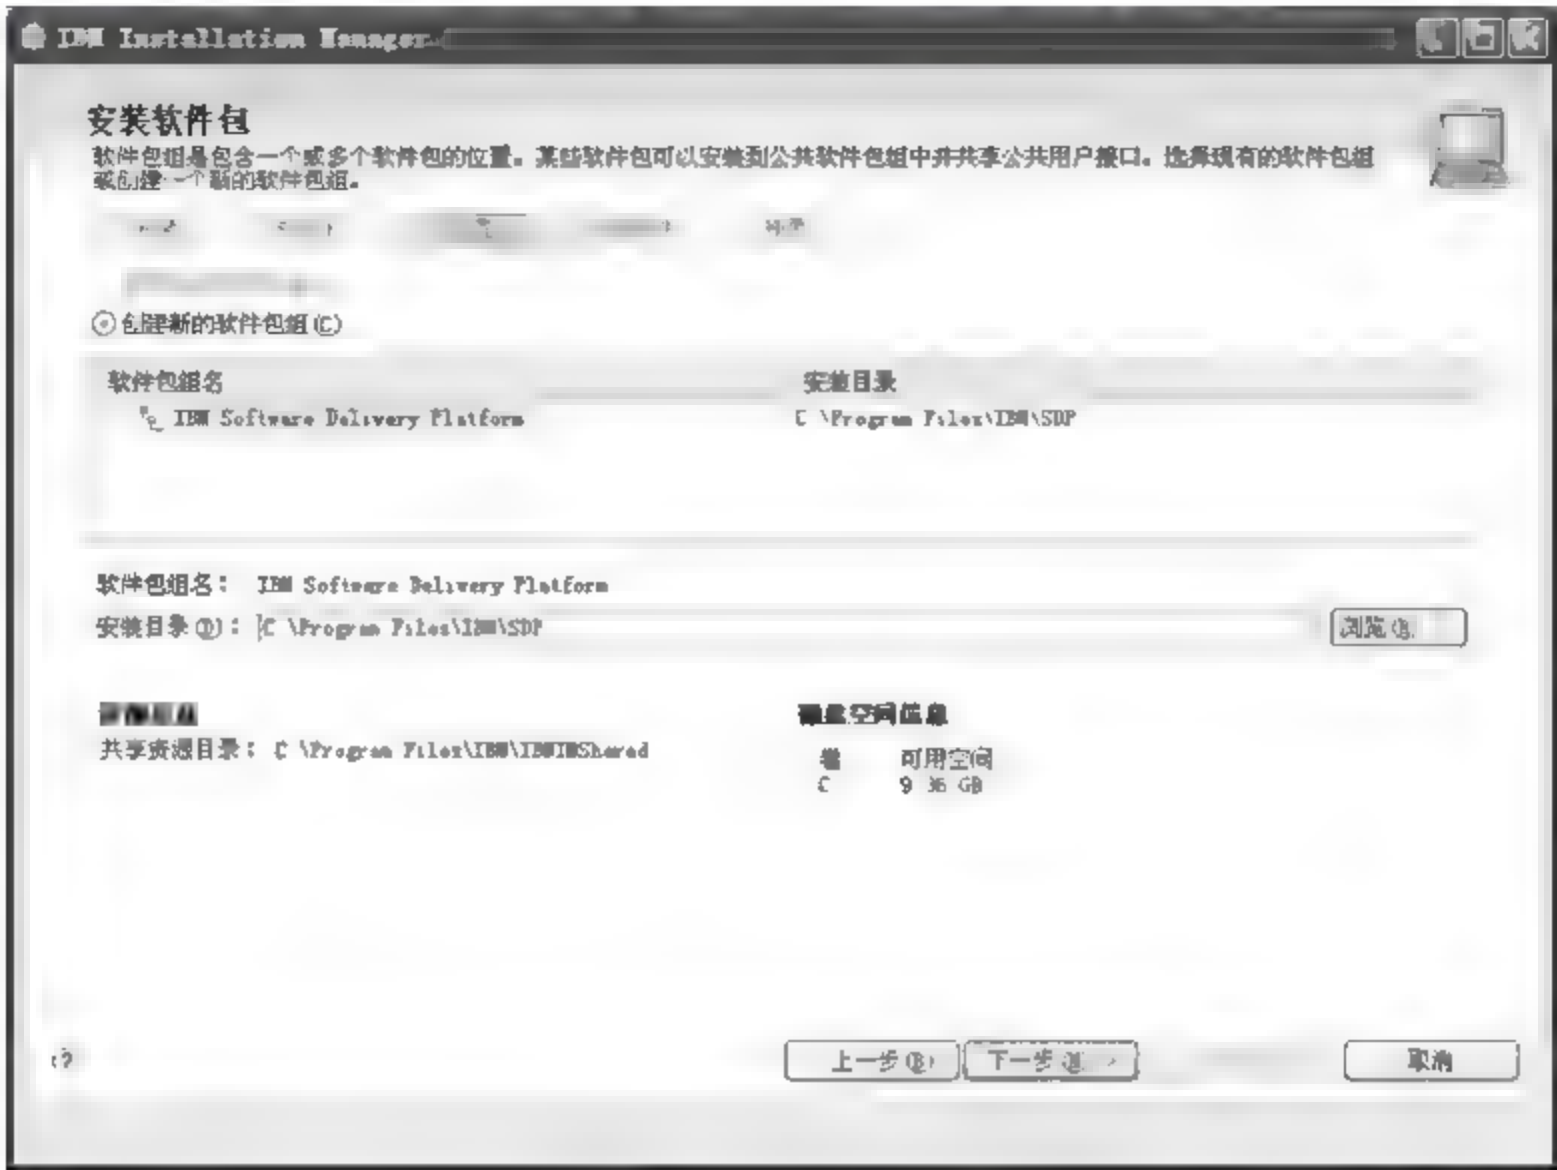 IBM Installation Manager
安装软件包
软件包组是包含一个或多个软件包的位置。某些软件包可以安装到公共软件包组中并共享公共用户接口。选择现有的软件包组
或创建一个新的软件包组。
创建新的软件包组(C)
软件包组名 安装目录
IBM Software Delivery Platform C:\Program Files\IBM\SDP
软件包组名： IBM Software Delivery Platform
安装目录(D)： C:\Program Files\IBM\SDP 浏览(B)
磁盘空间信息
共享资源目录： C:\Program Files\IBM\IBMIMShared
卷 可用空间
C 9.36 GB
上一步(B) 下一步(N) > 取消